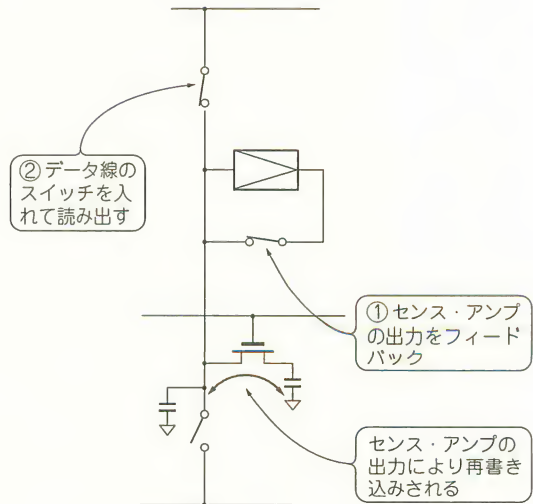 ②データ線の
スイッチを入
れて読み出す
①センス・アンプ
の出力をフィード
バック
センス・アンプの
出力により再書き
込みされる